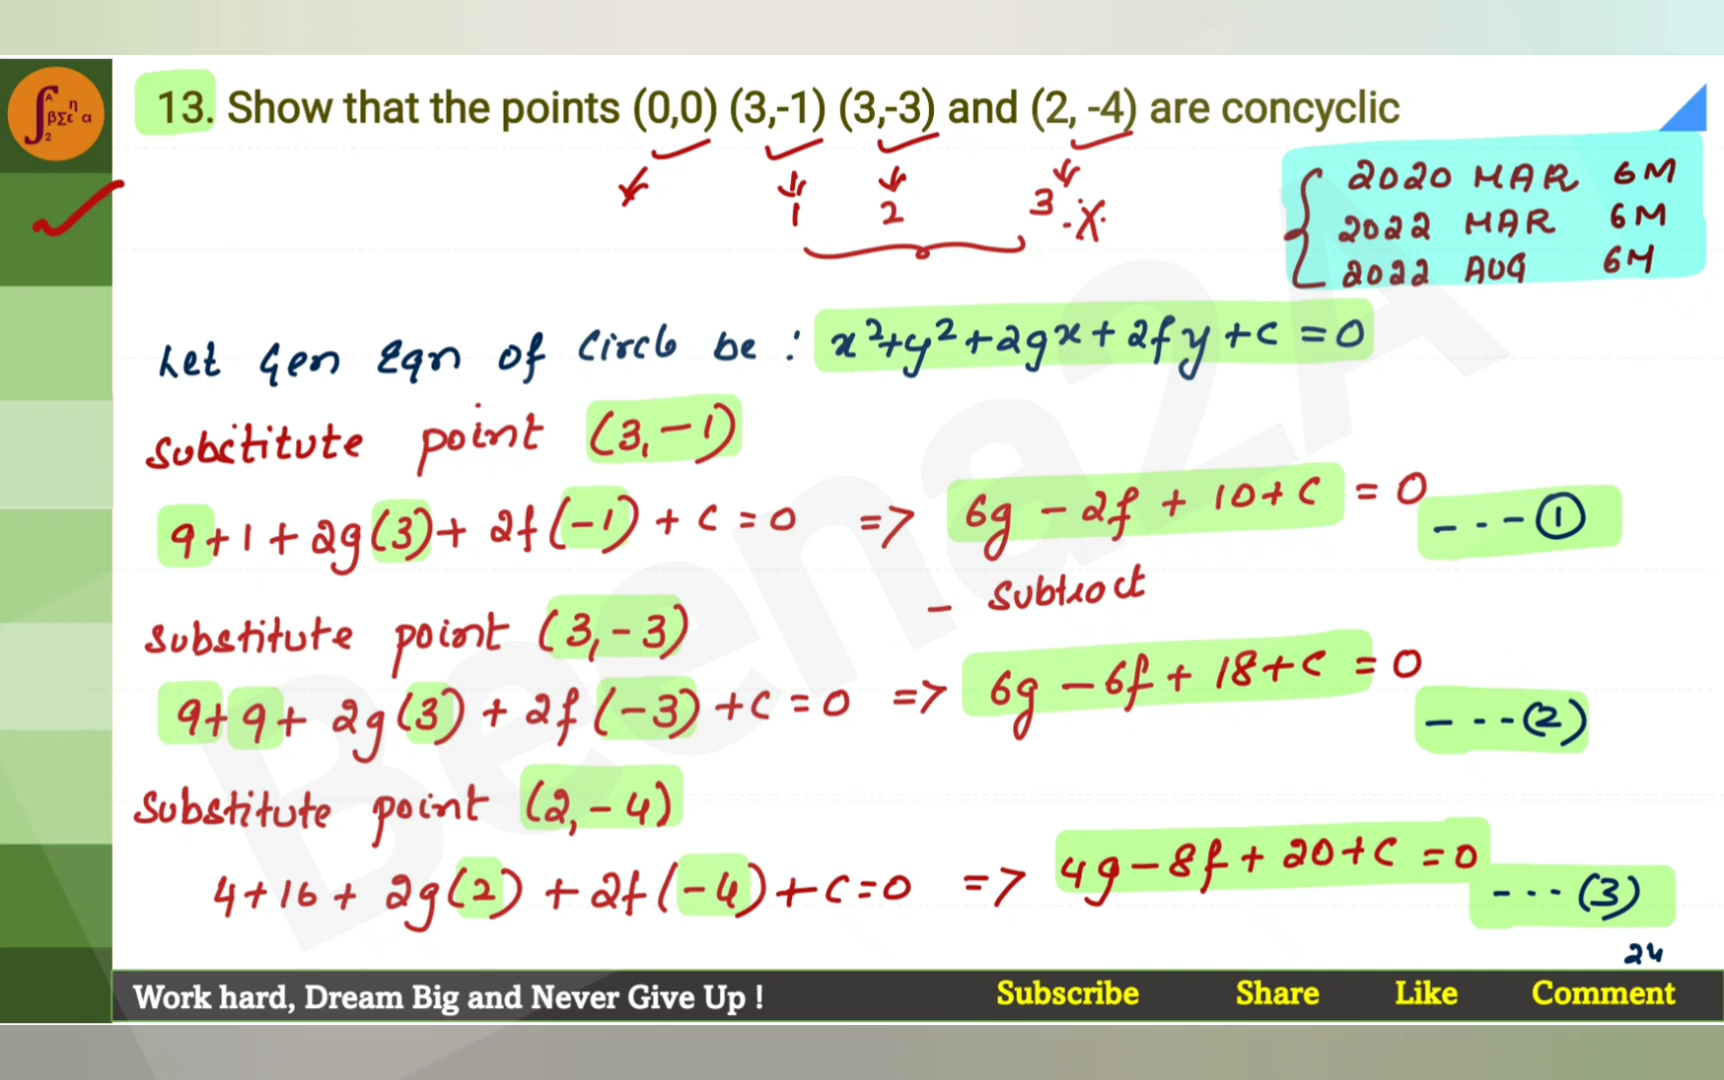 13. Show that the points (0,0) (3,-1) (3,-3) and (2, -4) are concyclic
1 2 3 -X.
2020 MAR 6M
2022 MAR 6M
2022 AUG 6M
Let Gen Eqn of Circle be : x²+y²+2gx+2fy+c=0
Substitute point (3,-1)
9+1+2g(3)+2f(-1)+c=0 => 6g-2f+10+c=0 ---①
- Subtract
Substitute point (3,-3)
9+9+2g(3)+2f(-3)+c=0 => 6g-6f+18+c=0 ---(2)
Substitute point (2,-4)
4+16+2g(2)+2f(-4)+c=0 => 4g-8f+20+c=0 ---(3)
24
Work hard, Dream Big and Never Give Up ! Subscribe Share Like Comment
Beena2A